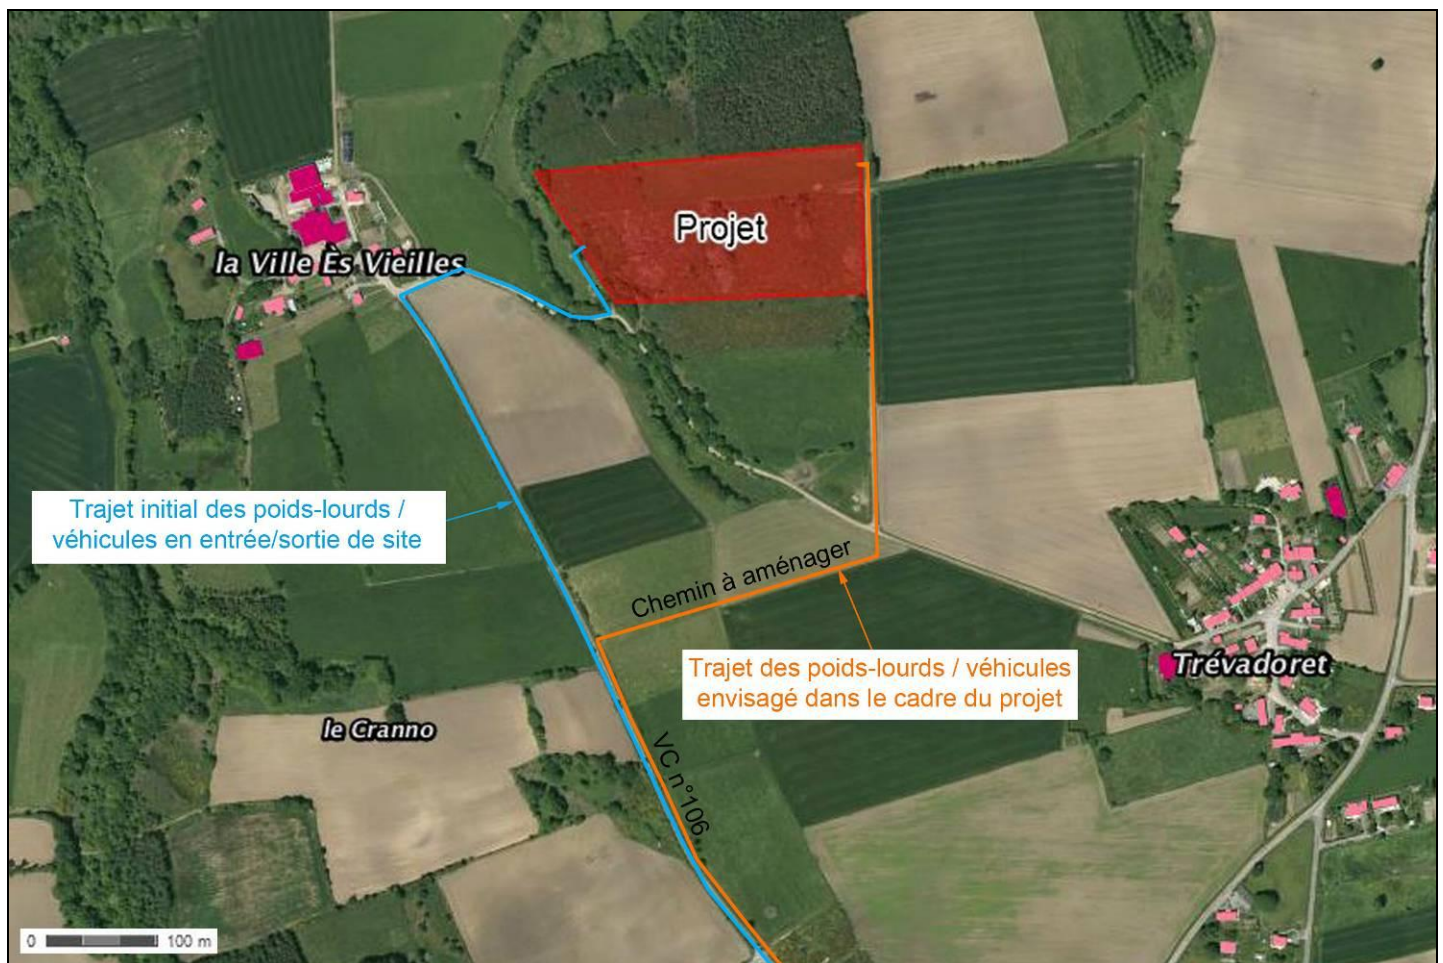 Projet
la Ville Ès Vieilles
Trajet initial des poids-lourds /
véhicules en entrée/sortie de site
Chemin à aménager
Trajet des poids-lourds / véhicules
envisagé dans le cadre du projet
Trévadoret
le Cranno
VC n°106
0 100 m